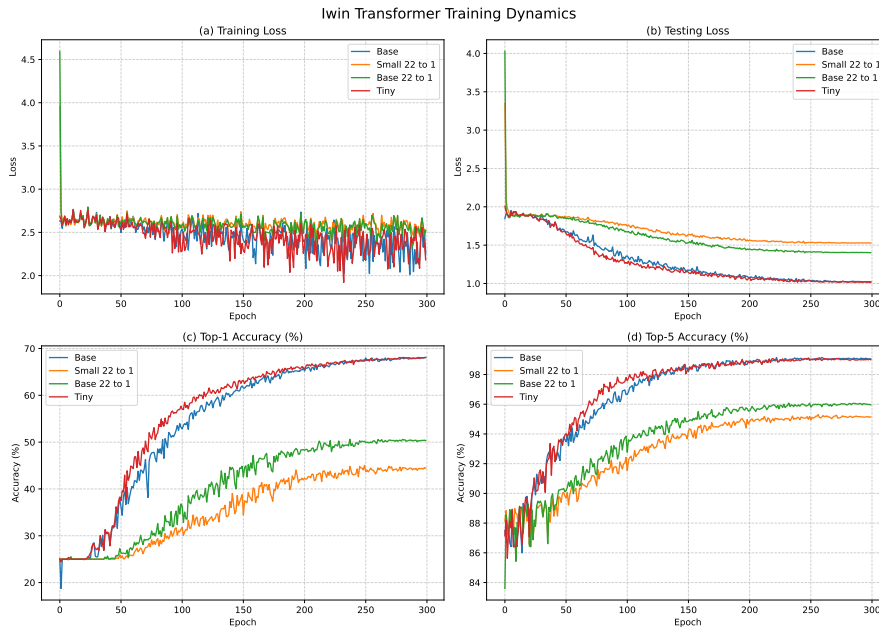 Iwin Transformer Training Dynamics
(a) Training Loss
4.5
4.0
3.5
3.0
2.5
2.0
Loss
0 50 100 150 200 250 300
Epoch
Base
Small 22 to 1
Base 22 to 1
Tiny
(b) Testing Loss
4.0
3.5
3.0
2.5
2.0
1.5
1.0
Loss
0 50 100 150 200 250 300
Epoch
Base
Small 22 to 1
Base 22 to 1
Tiny
(c) Top-1 Accuracy (%)
70
60
50
40
30
20
Accuracy (%)
0 50 100 150 200 250 300
Epoch
Base
Small 22 to 1
Base 22 to 1
Tiny
(d) Top-5 Accuracy (%)
98
96
94
92
90
88
86
84
Accuracy (%)
0 50 100 150 200 250 300
Epoch
Base
Small 22 to 1
Base 22 to 1
Tiny